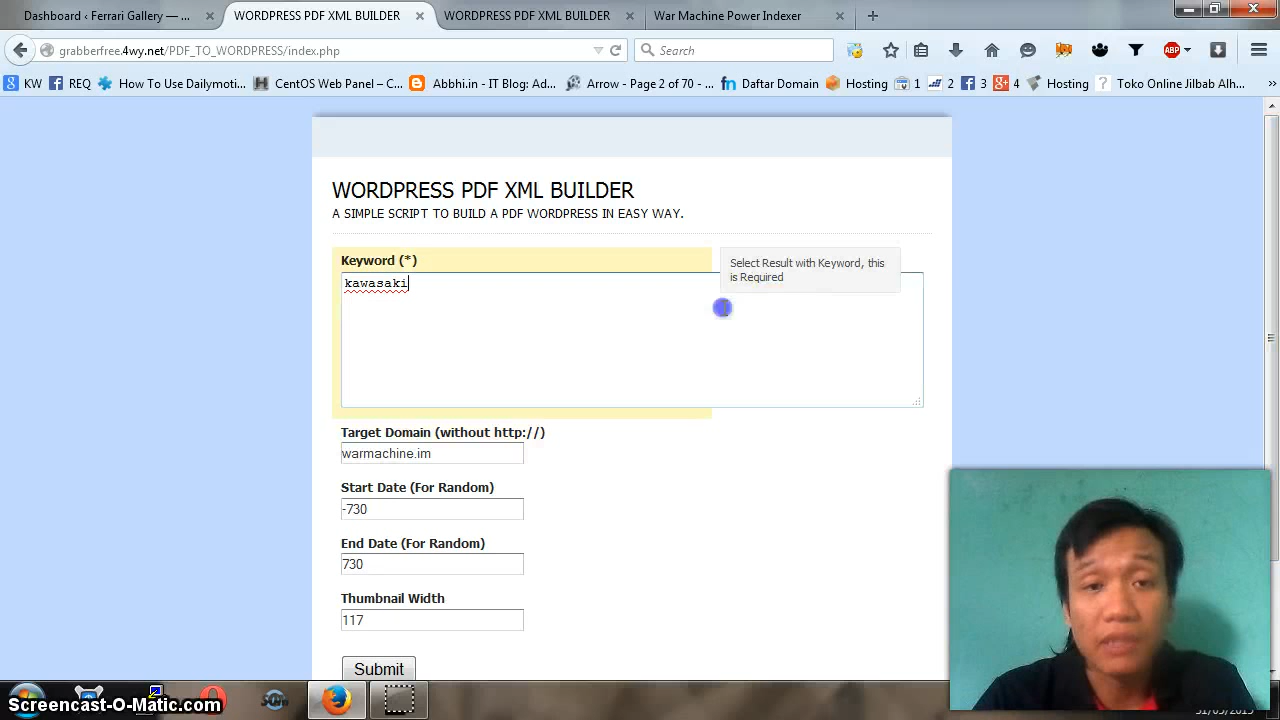 Dashboard ‹ Ferrari Gallery — ...
WORDPRESS PDF XML BUILDER
WORDPRESS PDF XML BUILDER
War Machine Power Indexer
grabberfree.4wy.net/PDF_TO_WORDPRESS/index.php
Search
ABP
KW
REQ
How To Use Dailymoti...
CentOS Web Panel – C...
Abbhi.in - IT Blog: Ad...
Arrow - Page 2 of 70 - ...
Daftar Domain
Hosting
1
2
3
4
Hosting
Toko Online Jilbab Alh...
WORDPRESS PDF XML BUILDER
A SIMPLE SCRIPT TO BUILD A PDF WORDPRESS IN EASY WAY.
Keyword (*)
Select Result with Keyword, this
is Required
kawasaki
Target Domain (without http://)
warmachine.im
Start Date (For Random)
-730
End Date (For Random)
730
Thumbnail Width
117
Submit
Screencast-O-Matic.com